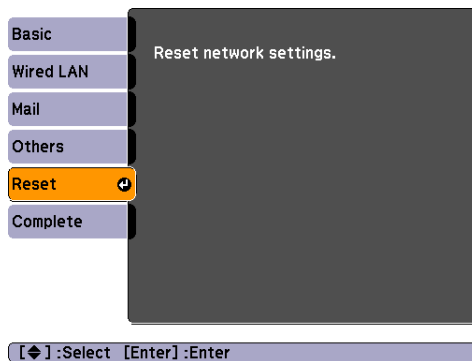 Basic
Wired LAN
Mail
Others
Reset
Complete
Reset network settings.
[◆] :Select [Enter] :Enter